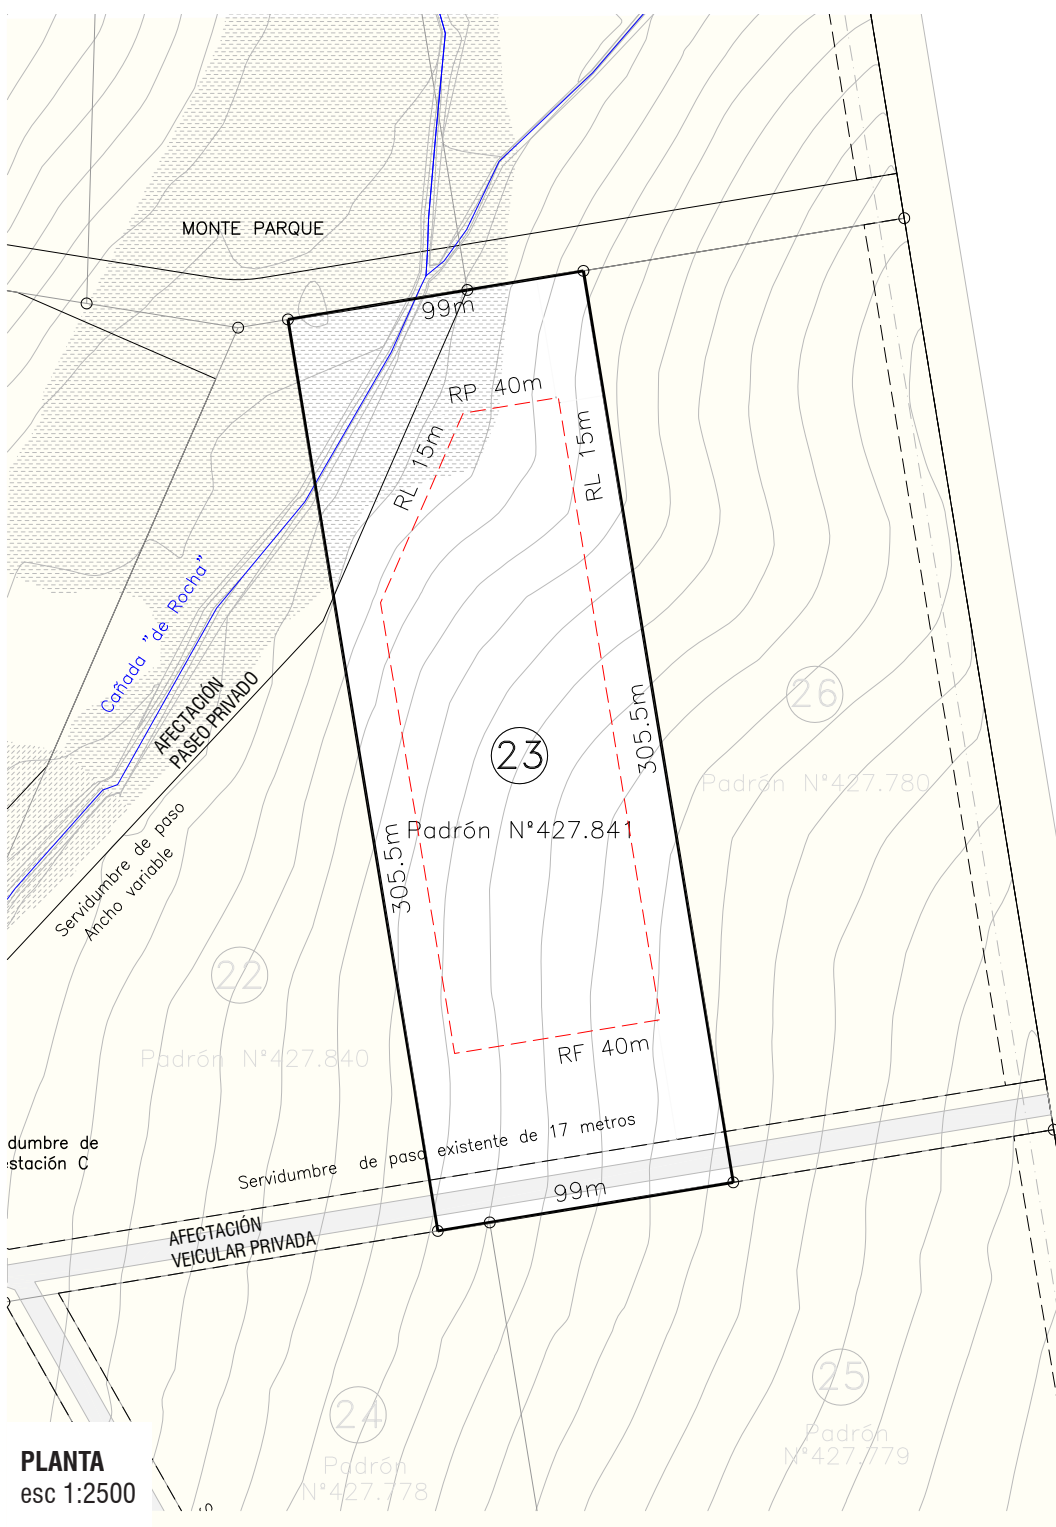 MONTE PARQUE
99m
RP 40m
RL 15m
RL 15m
Cañada "de Rocha"
AFECTACIÓN
PASEO PRIVADO
Servidumbre de paso
Ancho variable
23
Padrón N°427.841
305.5m
305.5m
26
Padrón N°427.780
22
Padrón N°427.840
RF 40m
dumbre de
estación C
Servidumbre de paso existente de 17 metros
99m
AFECTACIÓN
VEICULAR PRIVADA
24
Padrón
N°427.778
25
Padrón
N°427.779
PLANTA
esc 1:2500